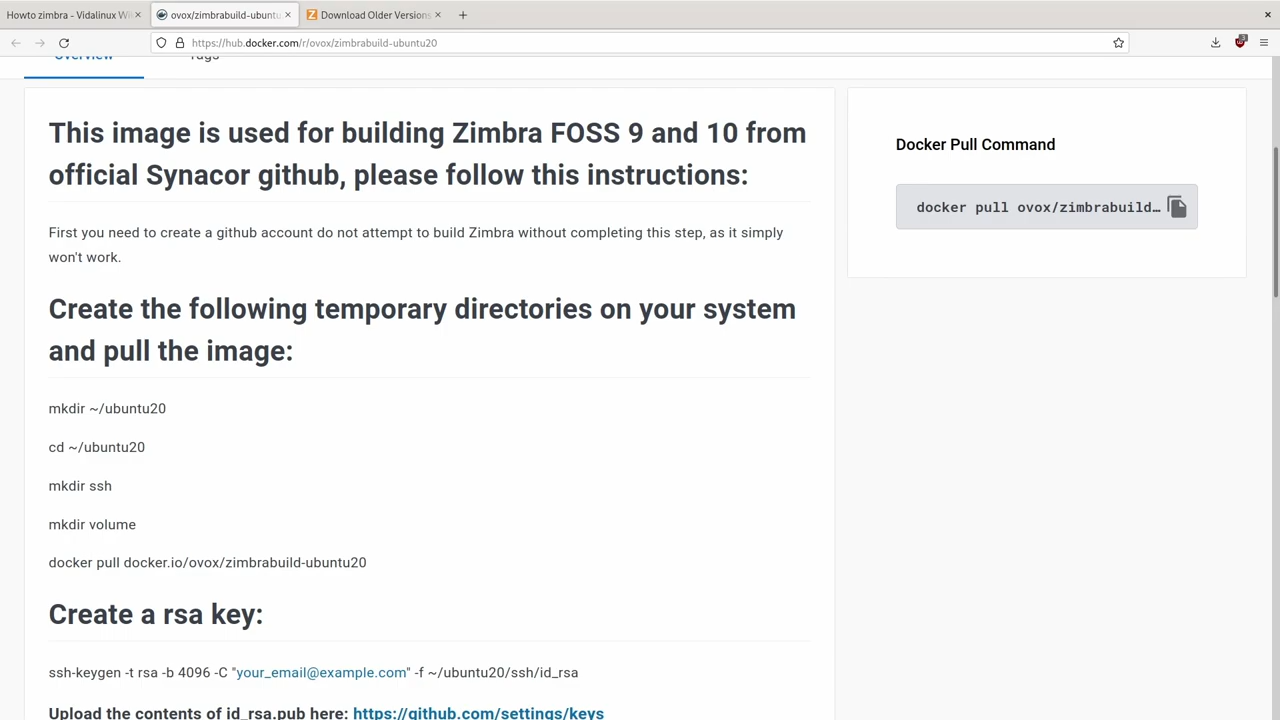 Howto zimbra - Vidalinux Wi
ovox/zimbrabuild-ubuntu
Download Older Versions
https://hub.docker.com/r/ovox/zimbrabuild-ubuntu20
Overview
Tags
This image is used for building Zimbra FOSS 9 and 10 from
official Synacor github, please follow this instructions:
First you need to create a github account do not attempt to build Zimbra without completing this step, as it simply
won't work.
Create the following temporary directories on your system
and pull the image:
mkdir ~/ubuntu20
cd ~/ubuntu20
mkdir ssh
mkdir volume
docker pull docker.io/ovox/zimbrabuild-ubuntu20
Create a rsa key:
ssh-keygen -t rsa -b 4096 -C "your_email@example.com" -f ~/ubuntu20/ssh/id_rsa
Upload the contents of id_rsa.pub here: https://github.com/settings/keys
Docker Pull Command
docker pull ovox/zimbrabuild…